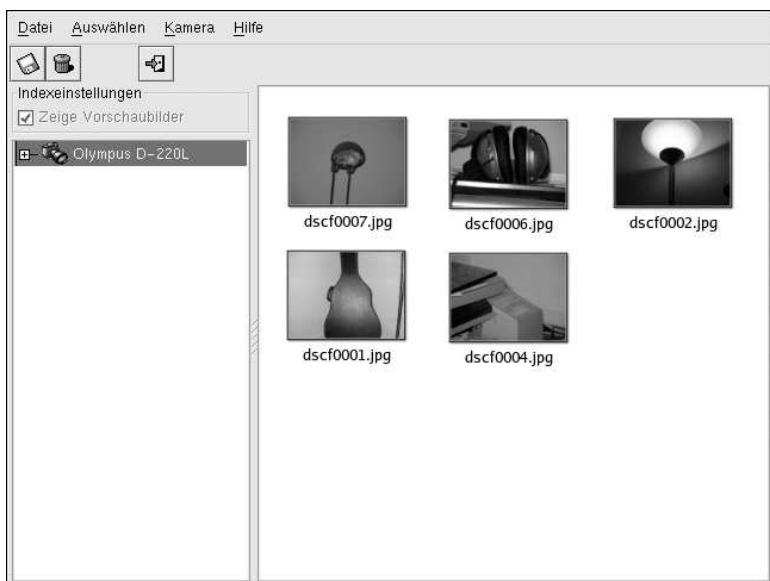 Datei Auswählen Kamera Hilfe
Indexeinstellungen
Zeige Vorschaubilder
Olympus D-220L
dscf0007.jpg dscf0006.jpg dscf0002.jpg
dscf0001.jpg dscf0004.jpg